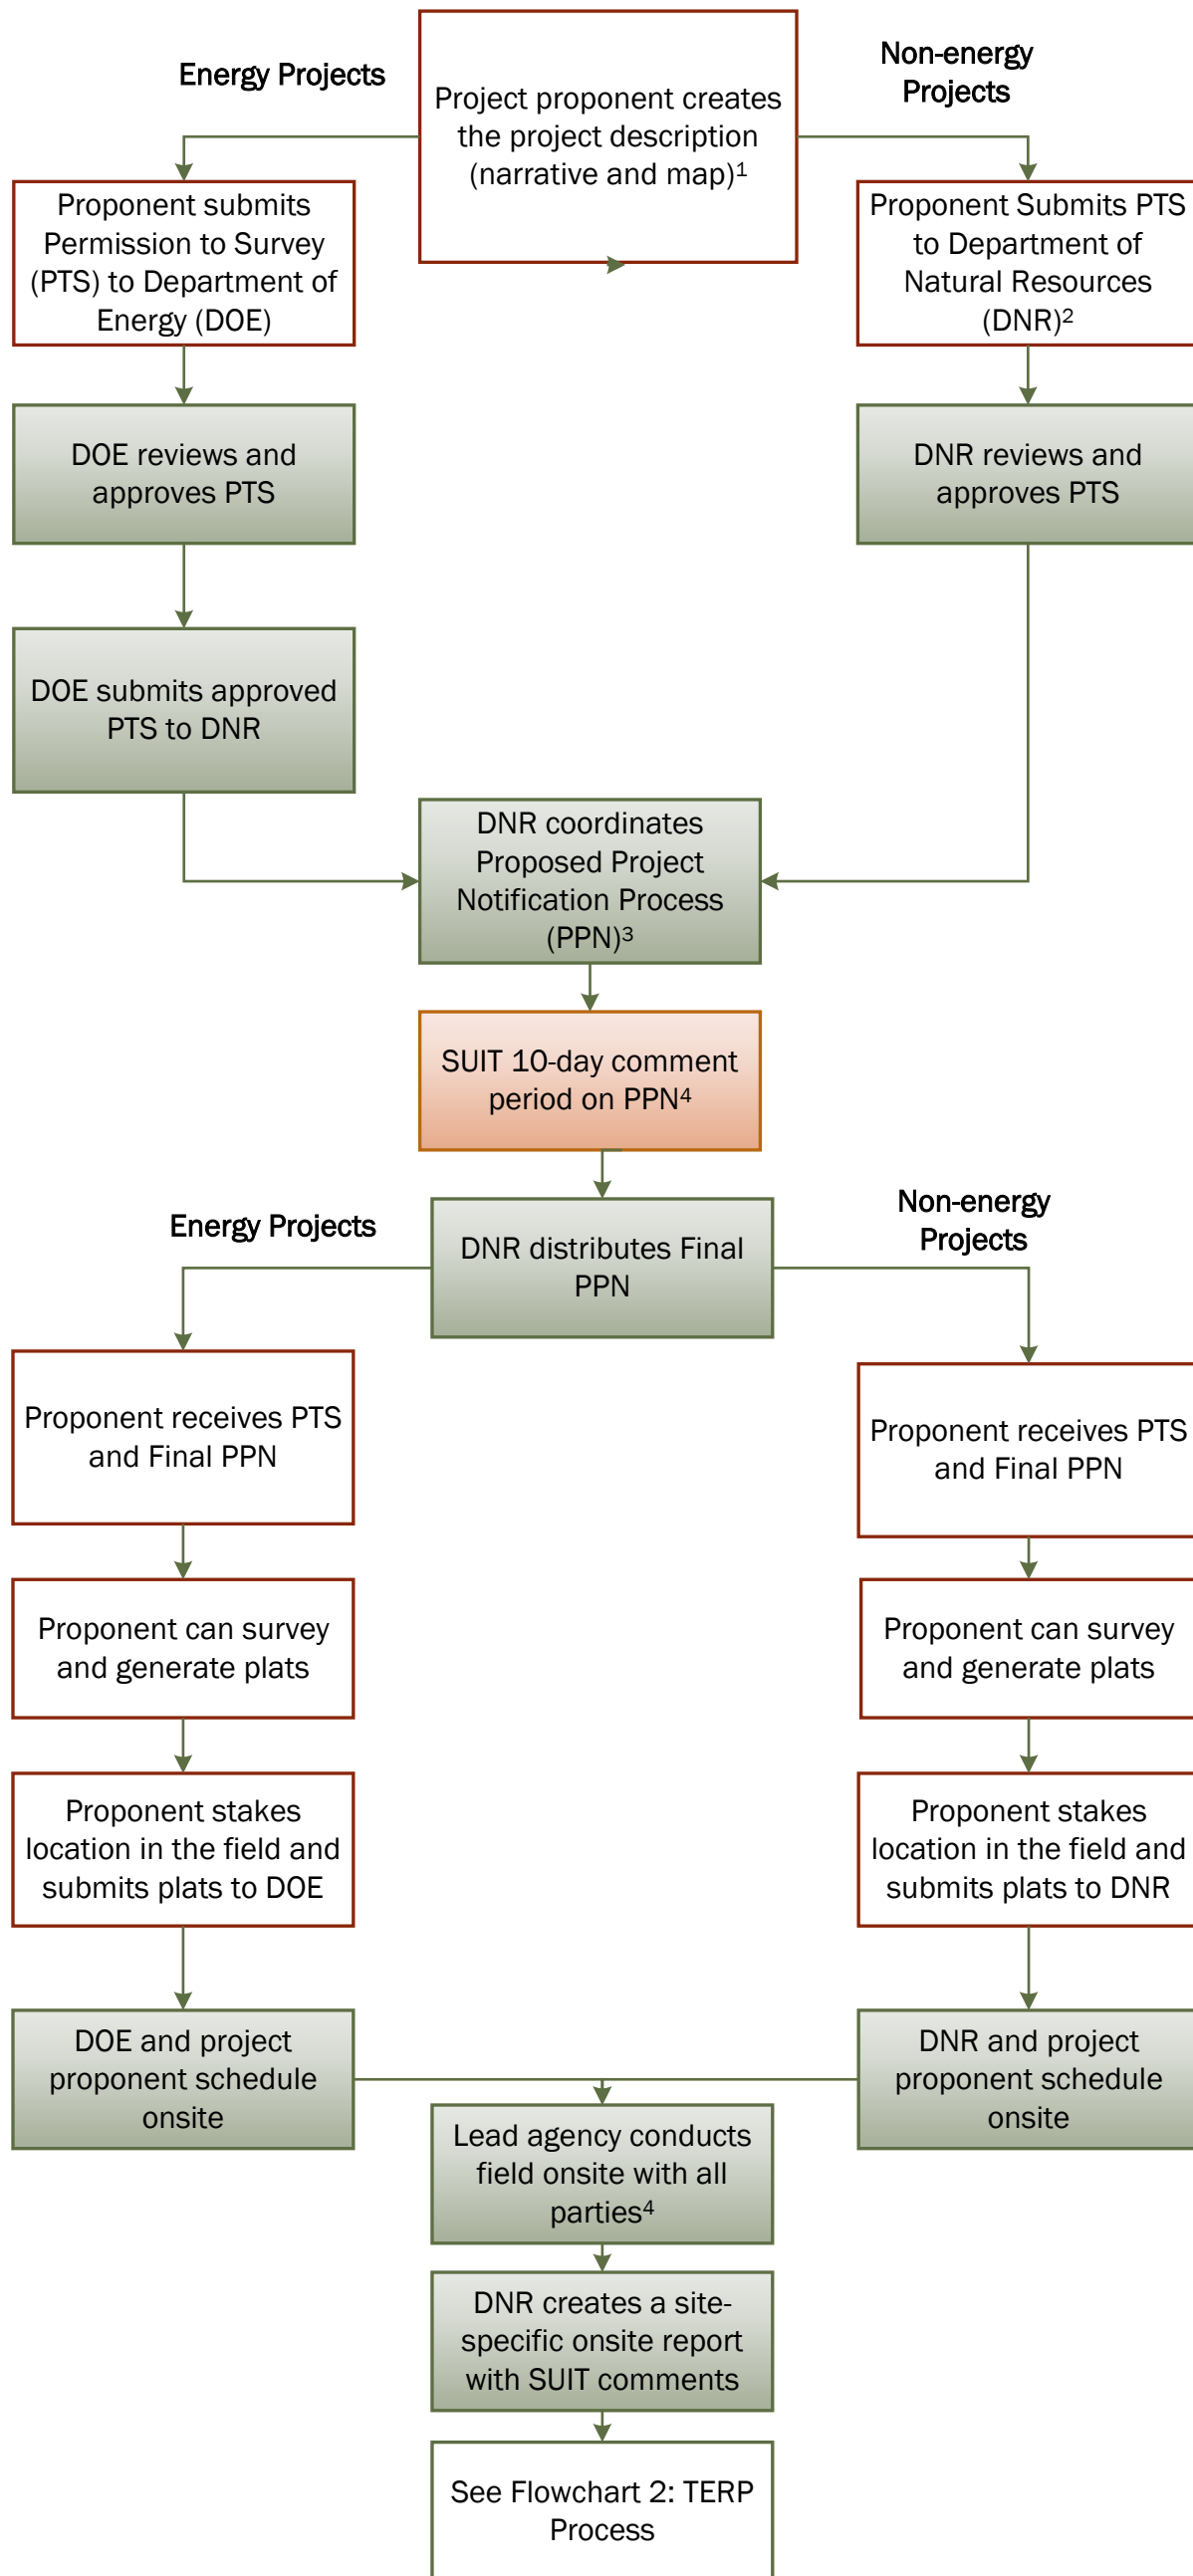 Energy Projects
Non-energy
Projects
Project proponent creates
the project description
(narrative and map)¹
Proponent submits
Permission to Survey
(PTS) to Department of
Energy (DOE)
Proponent Submits PTS
to Department of
Natural Resources
(DNR)²
DOE reviews and
approves PTS
DNR reviews and
approves PTS
DOE submits approved
PTS to DNR
DNR coordinates
Proposed Project
Notification Process
(PPN)³
SUIT 10-day comment
period on PPN⁴
Energy Projects
Non-energy
Projects
DNR distributes Final
PPN
Proponent receives PTS
and Final PPN
Proponent receives PTS
and Final PPN
Proponent can survey
and generate plats
Proponent can survey
and generate plats
Proponent stakes
location in the field and
submits plats to DOE
Proponent stakes
location in the field and
submits plats to DNR
DOE and project
proponent schedule
onsite
DNR and project
proponent schedule
onsite
Lead agency conducts
field onsite with all
parties⁴
DNR creates a site-
specific onsite report
with SUIT comments
See Flowchart 2: TERP
Process